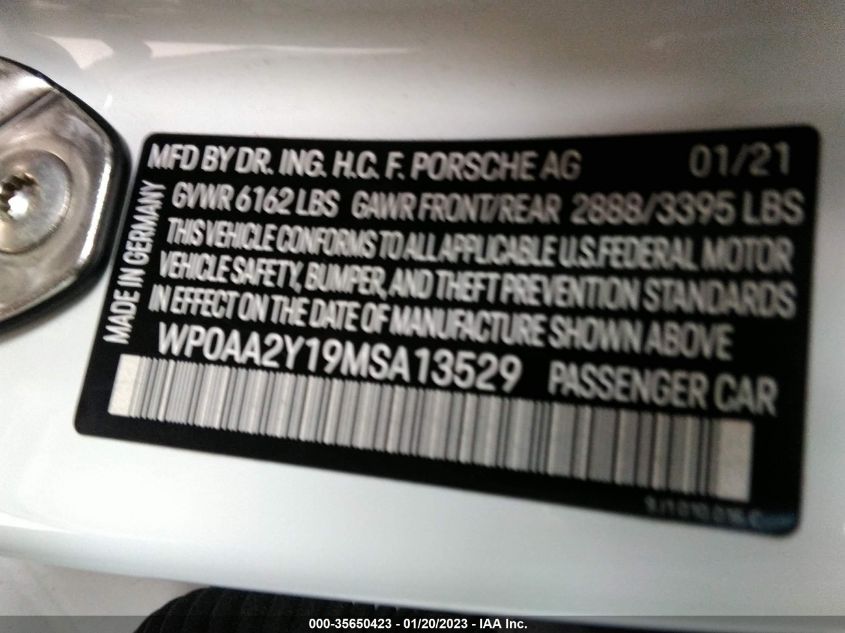 MFD BY DR. ING. H.C. F. PORSCHE AG 01/21
GVWR 6162 LBS GAWR FRONT/REAR 2888/3395 LBS
THIS VEHICLE CONFORMS TO ALL APPLICABLE U.S. FEDERAL MOTOR
VEHICLE SAFETY, BUMPER, AND THEFT PREVENTION STANDARDS
IN EFFECT ON THE DATE OF MANUFACTURE SHOWN ABOVE
WP0AA2Y19MSA13529 PASSENGER CAR
MADE IN GERMANY
000-35650423 - 01/20/2023 - IAA Inc.